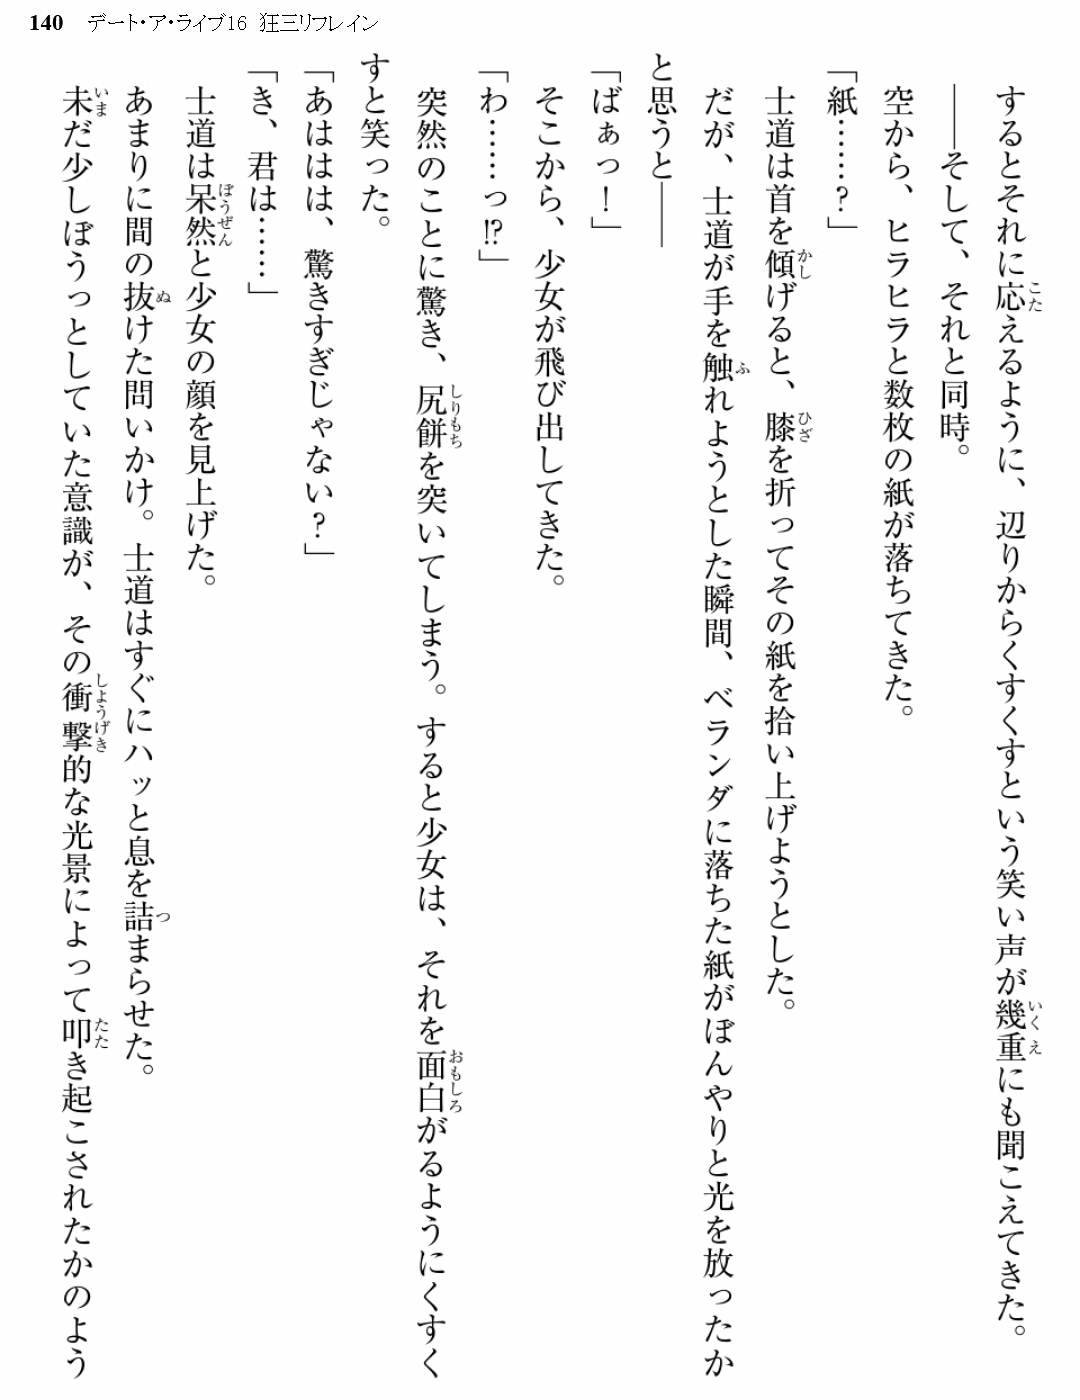 140 デート・ア・ライブ16 狂三リフレイン
するとそれに応えるように、辺りからくすくすという笑い声が幾重にも聞こえてきた。
――そして、それと同時。
空から、ヒラヒラと数枚の紙が落ちてきた。
「紙……？」
士道は首を傾げると、膝を折ってその紙を拾い上げようとした。
だが、士道が手を触れようとした瞬間、ベランダに落ちた紙がぼんやりと光を放ったか
と思うと――
「ばぁっ！」
そこから、少女が飛び出してきた。
「わ……っ!?」
突然のことに驚き、尻餅を突いてしまう。すると少女は、それを面白がるようにくすく
すと笑った。
「あははは、驚きすぎじゃない？」
「き、君は……」
士道は呆然と少女の顔を見上げた。
あまりに間の抜けた問いかけ。士道はすぐにハッと息を詰まらせた。
未だ少しぼうっとしていた意識が、その衝撃的な光景によって叩き起こされたかのよう